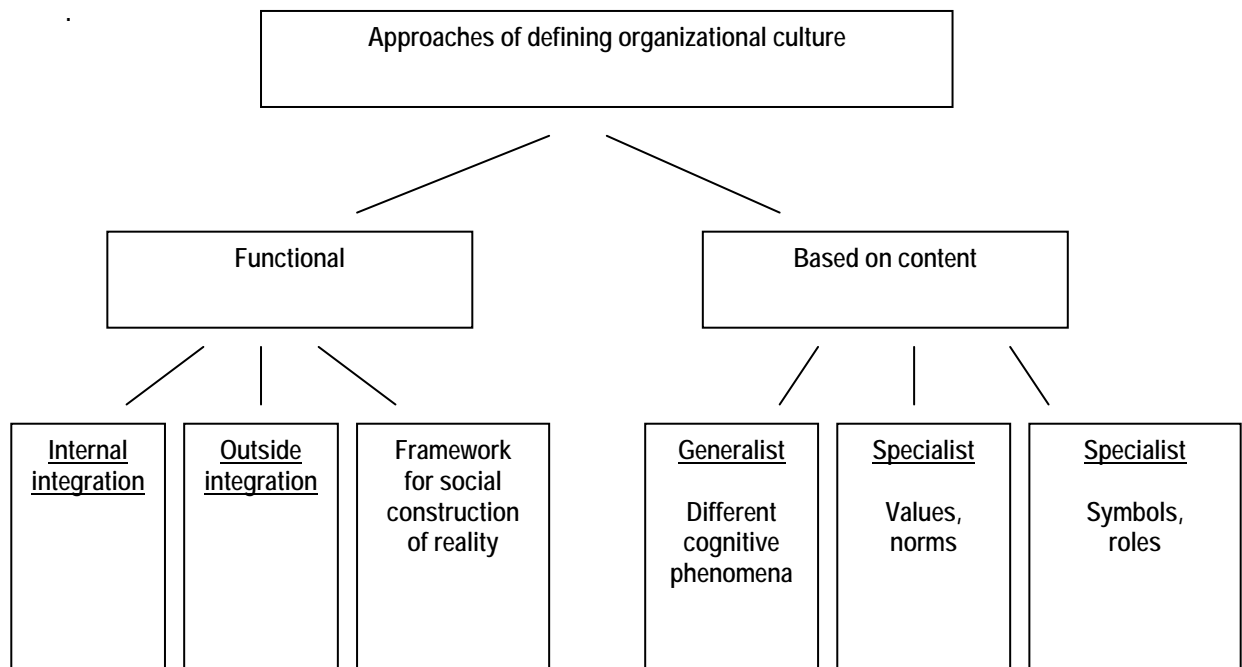 .
Approaches of defining organizational culture
Functional
Based on content
Internal
integration
Outside
integration
Framework
for social
construction
of reality
Generalist
Different
cognitive
phenomena
Specialist
Values,
norms
Specialist
Symbols,
roles